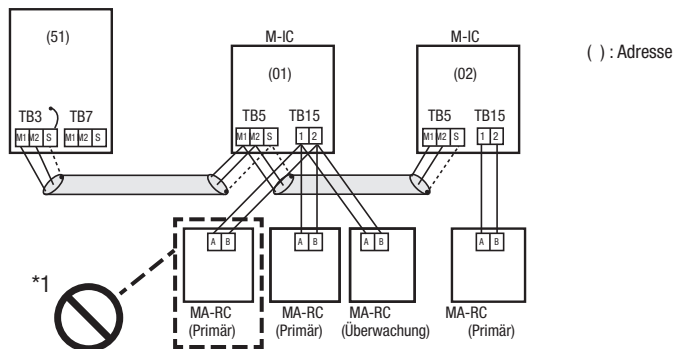 (51)
TB3 TB7
M1 M2 S M1 M2 S
M-IC
(01)
TB5 TB15
M1 M2 S 1 2
M-IC
(02)
TB5 TB15
M1 M2 S 1 2
( ) : Adresse
*1
A B
MA-RC
(Primär)
A B
MA-RC
(Primär)
A B
MA-RC
(Überwachung)
A B
MA-RC
(Primär)